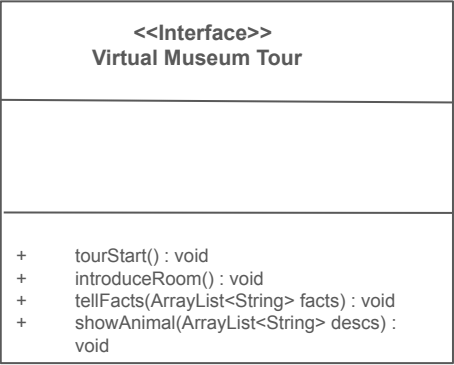 <<Interface>>
Virtual Museum Tour
+ tourStart() : void
+ introduceRoom() : void
+ tellFacts(ArrayList<String> facts) : void
+ showAnimal(ArrayList<String> descs) :
void